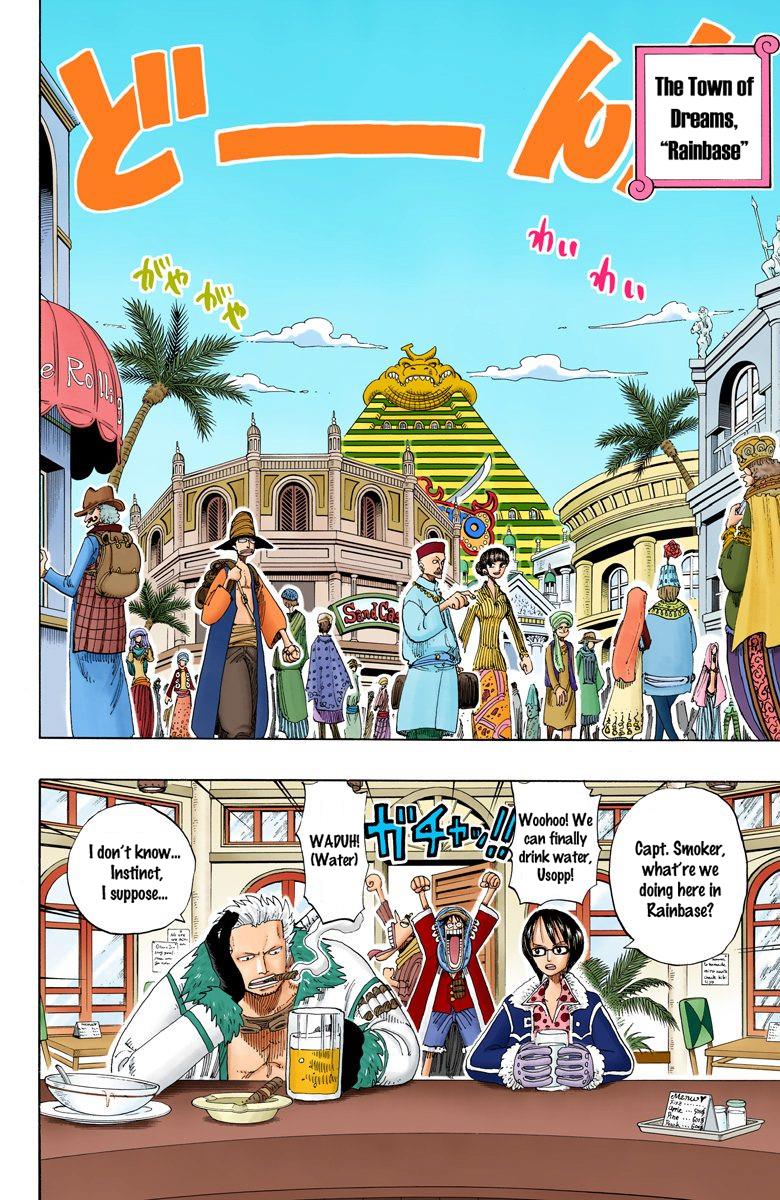 The Town of
Dreams,
"Rainbase"
どーん
わい
わい
がや
がや
e Rollig
Sand Cas
Capt. Smoker,
what're we
doing here in
Rainbase?
Woohoo! We
can finally
drink water,
Usopp!
ガチャッ!!
WADUH!
(Water)
I don't know...
Instinct,
I suppose...
Menu